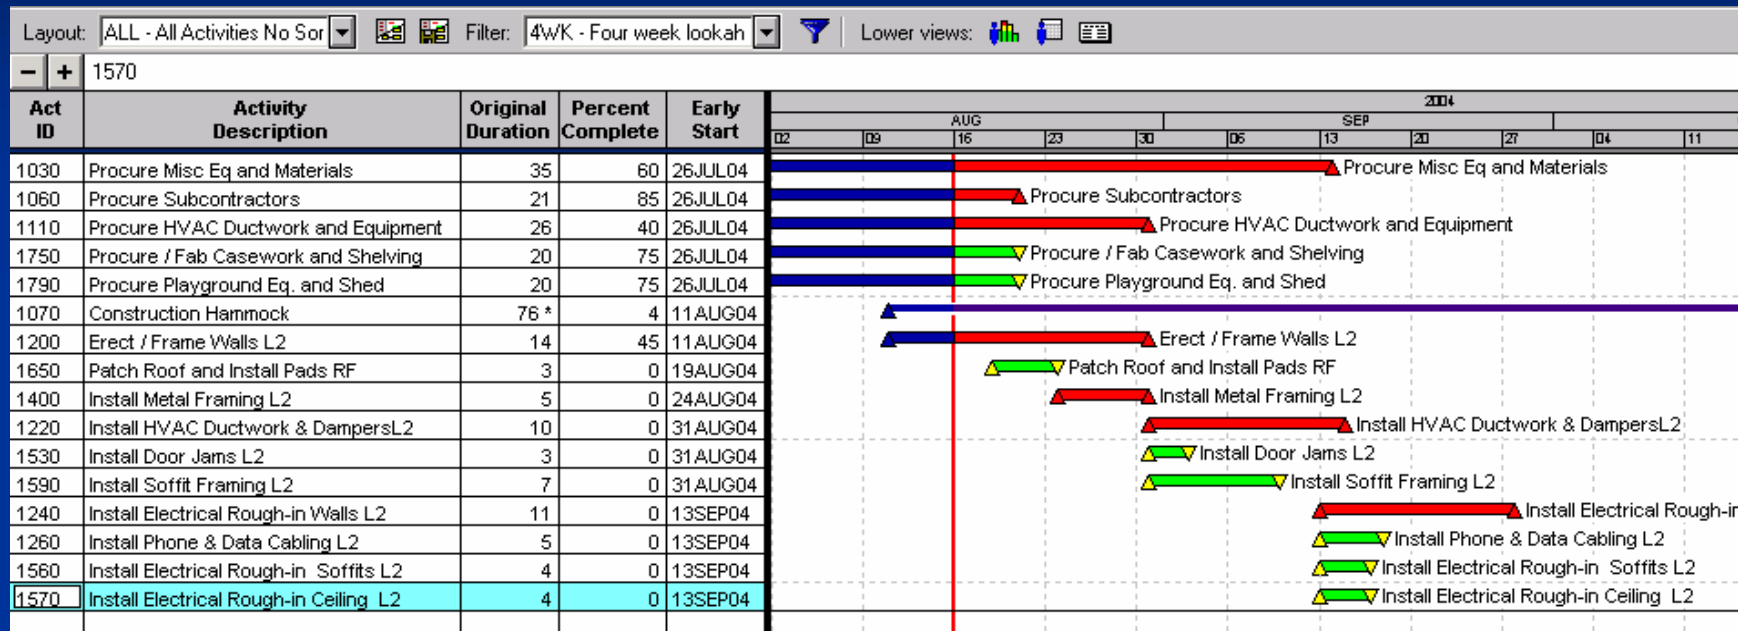 Layout: ALL - All Activities No Sor Filter: 4WK - Four week lookah Lower views:
− + 1570
Act ID Activity Description Original Duration Percent Complete Early Start
2004
AUG SEP
02 09 16 23 30 06 13 20 27 04 11
1030 Procure Misc Eq and Materials 35 60 26JUL04 Procure Misc Eq and Materials
1060 Procure Subcontractors 21 85 26JUL04 Procure Subcontractors
1110 Procure HVAC Ductwork and Equipment 26 40 26JUL04 Procure HVAC Ductwork and Equipment
1750 Procure / Fab Casework and Shelving 20 75 26JUL04 Procure / Fab Casework and Shelving
1790 Procure Playground Eq. and Shed 20 75 26JUL04 Procure Playground Eq. and Shed
1070 Construction Hammock 76 * 4 11AUG04
1200 Erect / Frame Walls L2 14 45 11AUG04 Erect / Frame Walls L2
1650 Patch Roof and Install Pads RF 3 0 19AUG04 Patch Roof and Install Pads RF
1400 Install Metal Framing L2 5 0 24AUG04 Install Metal Framing L2
1220 Install HVAC Ductwork & DampersL2 10 0 31AUG04 Install HVAC Ductwork & DampersL2
1530 Install Door Jams L2 3 0 31AUG04 Install Door Jams L2
1590 Install Soffit Framing L2 7 0 31AUG04 Install Soffit Framing L2
1240 Install Electrical Rough-in Walls L2 11 0 13SEP04 Install Electrical Rough-in
1260 Install Phone & Data Cabling L2 5 0 13SEP04 Install Phone & Data Cabling L2
1560 Install Electrical Rough-in Soffits L2 4 0 13SEP04 Install Electrical Rough-in Soffits L2
1570 Install Electrical Rough-in Ceiling L2 4 0 13SEP04 Install Electrical Rough-in Ceiling L2